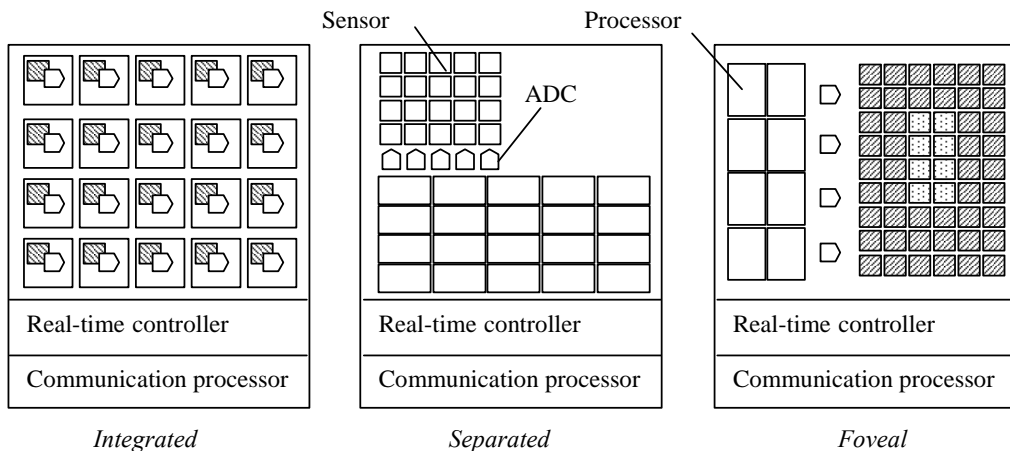 Sensor
Processor
ADC
Real-time controller
Real-time controller
Real-time controller
Communication processor
Communication processor
Communication processor
Integrated
Separated
Foveal